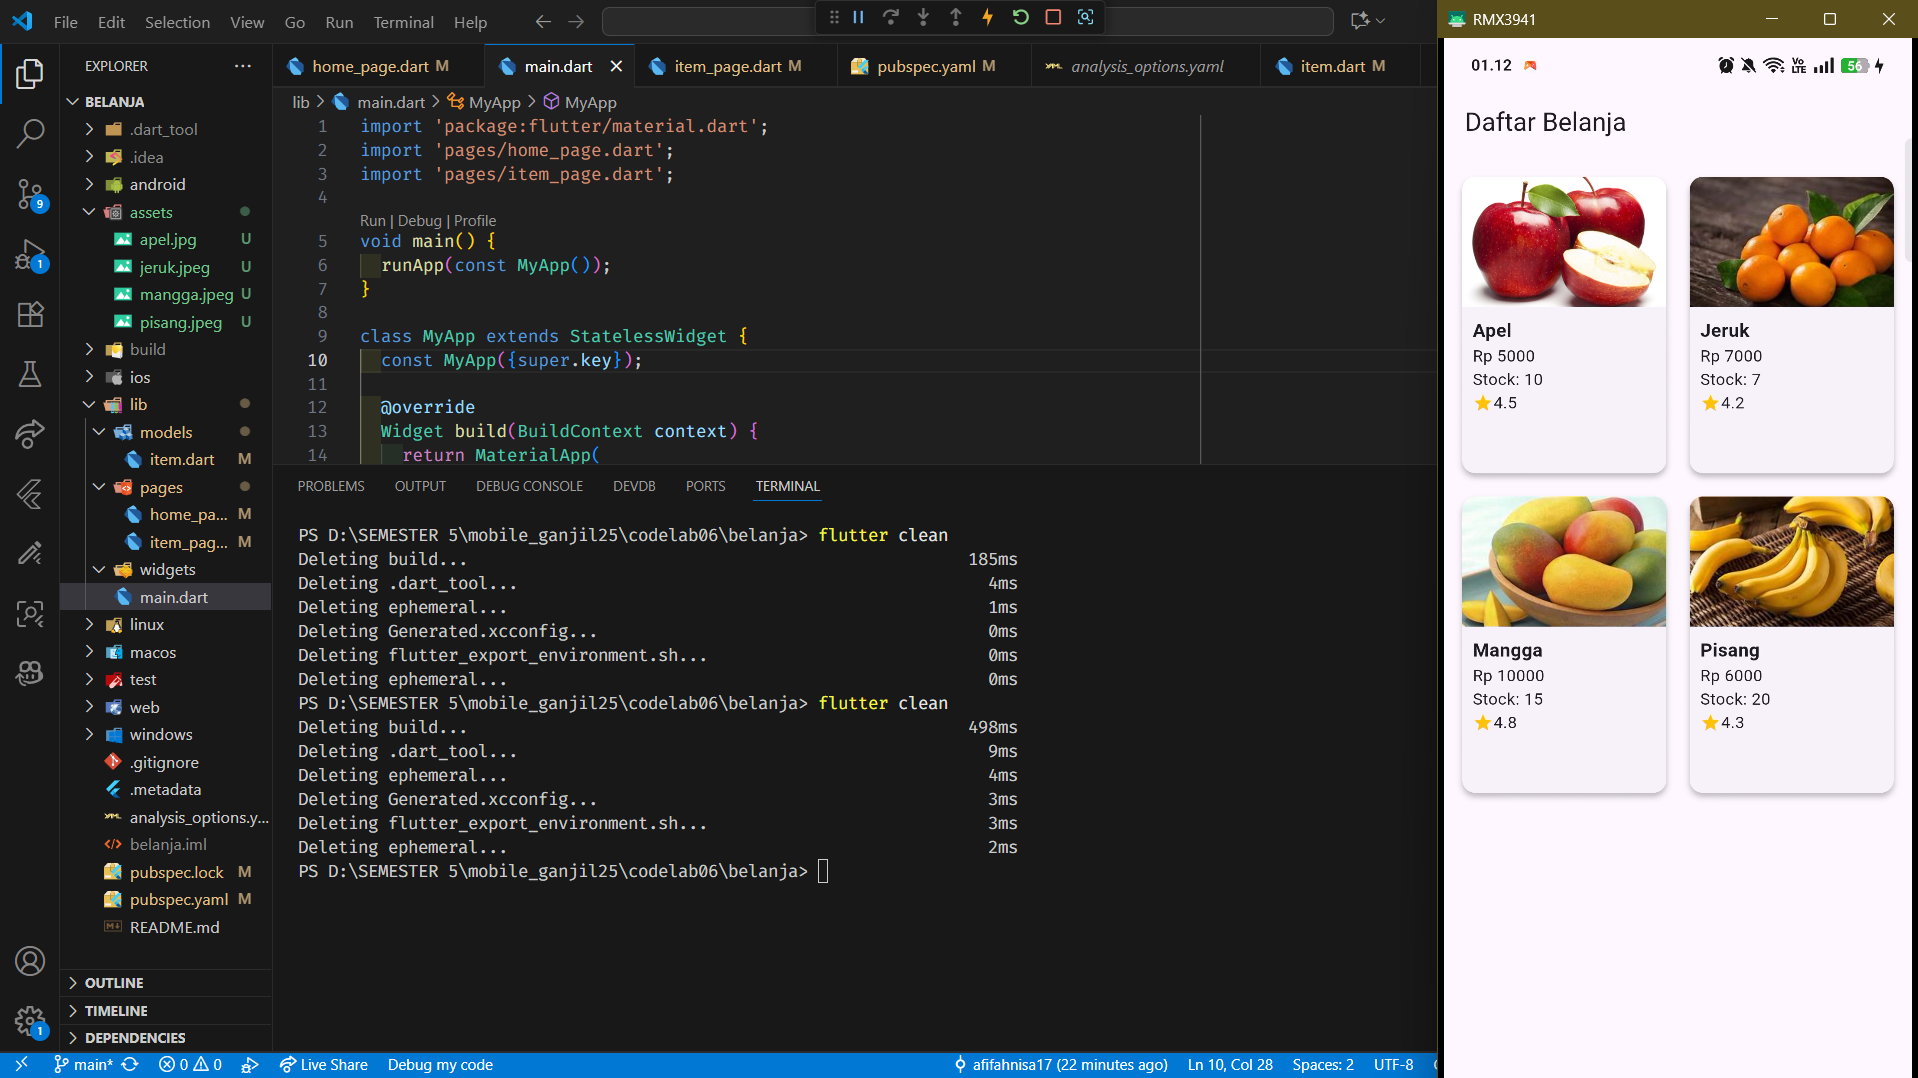 File Edit Selection View Go Run Terminal Help
RMX3941
EXPLORER
BELANJA
.dart_tool
.idea
android
assets
apel.jpg U
jeruk.jpeg U
mangga.jpeg U
pisang.jpeg U
build
ios
lib
models
item.dart M
pages
home_pa... M
item_pag... M
widgets
main.dart
linux
macos
test
web
windows
.gitignore
.metadata
analysis_options.y...
belanja.iml
pubspec.lock M
pubspec.yaml M
README.md
OUTLINE
TIMELINE
DEPENDENCIES
9
1
1
home_page.dart M main.dart item_page.dart M pubspec.yaml M analysis_options.yaml item.dart M
lib > main.dart > MyApp > MyApp
1 import 'package:flutter/material.dart';
2 import 'pages/home_page.dart';
3 import 'pages/item_page.dart';
4
Run | Debug | Profile
5 void main() {
6 runApp(const MyApp());
7 }
8
9 class MyApp extends StatelessWidget {
10 const MyApp({super.key});
11
12 @override
13 Widget build(BuildContext context) {
14 return MaterialApp(
PROBLEMS OUTPUT DEBUG CONSOLE DEVDB PORTS TERMINAL
PS D:\SEMESTER 5\mobile_ganjil25\codelab06\belanja> flutter clean
Deleting build... 185ms
Deleting .dart_tool... 4ms
Deleting ephemeral... 1ms
Deleting Generated.xcconfig... 0ms
Deleting flutter_export_environment.sh... 0ms
Deleting ephemeral... 0ms
PS D:\SEMESTER 5\mobile_ganjil25\codelab06\belanja> flutter clean
Deleting build... 498ms
Deleting .dart_tool... 9ms
Deleting ephemeral... 4ms
Deleting Generated.xcconfig... 3ms
Deleting flutter_export_environment.sh... 3ms
Deleting ephemeral... 2ms
PS D:\SEMESTER 5\mobile_ganjil25\codelab06\belanja>
main* 0 0 Live Share Debug my code afifahnisa17 (22 minutes ago) Ln 10, Col 28 Spaces: 2 UTF-8
01.12 Vo LTE 56
Daftar Belanja
Apel
Rp 5000
Stock: 10
4.5
Jeruk
Rp 7000
Stock: 7
4.2
Mangga
Rp 10000
Stock: 15
4.8
Pisang
Rp 6000
Stock: 20
4.3